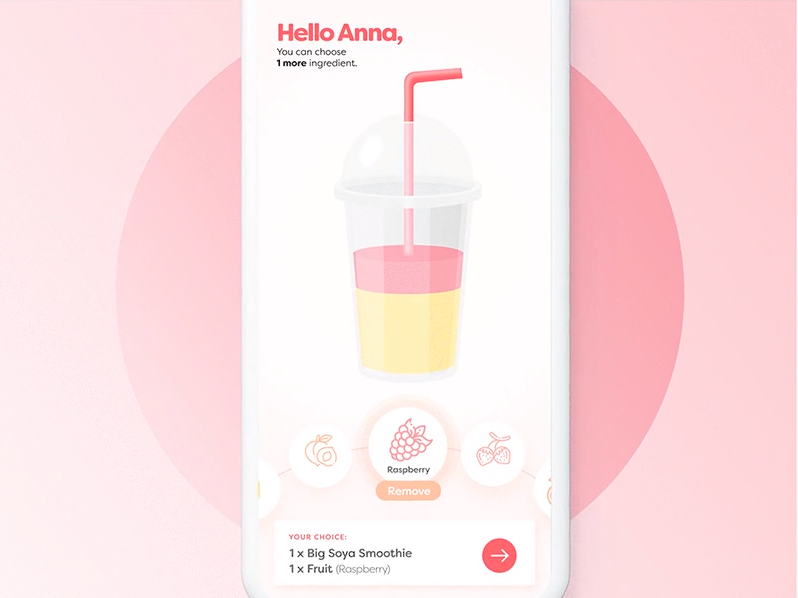 Hello Anna,
You can choose
1 more ingredient.
Raspberry
Remove
YOUR CHOICE:
1 x Big Soya Smoothie
1 x Fruit (Raspberry)